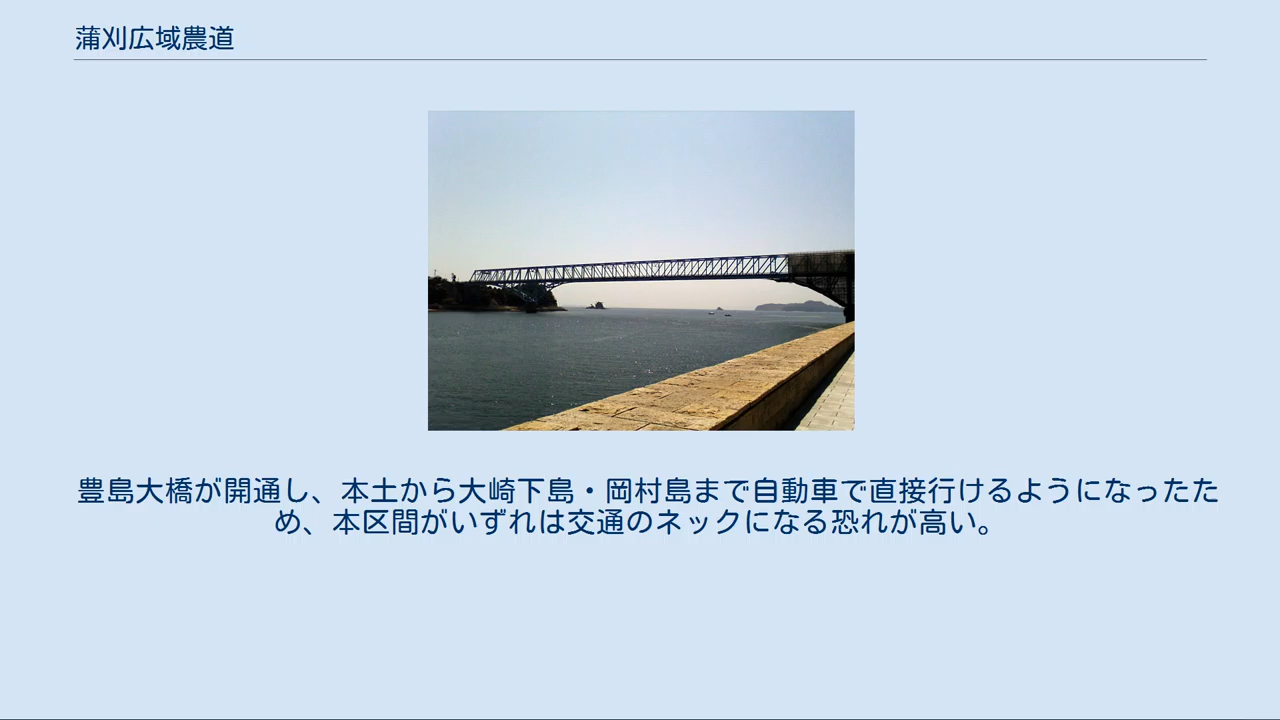 蒲刈広域農道
豊島大橋が開通し、本土から大崎下島・岡村島まで自動車で直接行けるようになったた
め、本区間がいずれは交通のネックになる恐れが高い。